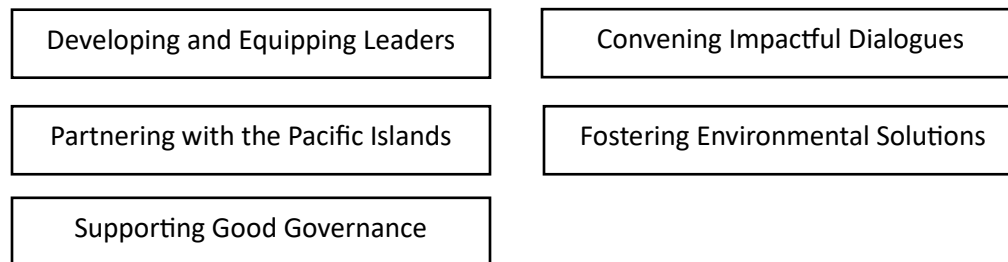 Developing and Equipping Leaders
Convening Impactful Dialogues
Partnering with the Pacific Islands
Fostering Environmental Solutions
Supporting Good Governance